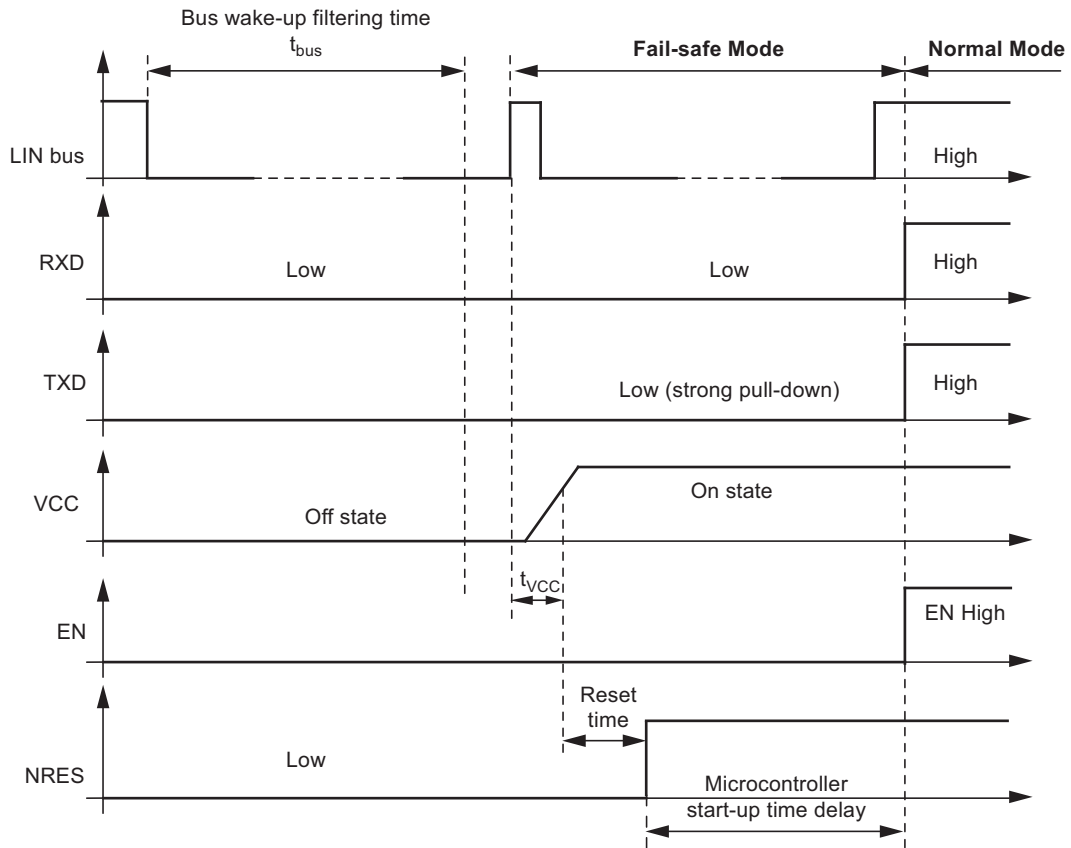 Bus wake-up filtering time
t_bus
Fail-safe Mode
Normal Mode
LIN bus
High
RXD
Low
Low
High
TXD
Low (strong pull-down)
High
VCC
Off state
On state
t_VCC
EN
EN High
Reset
time
NRES
Low
Microcontroller
start-up time delay